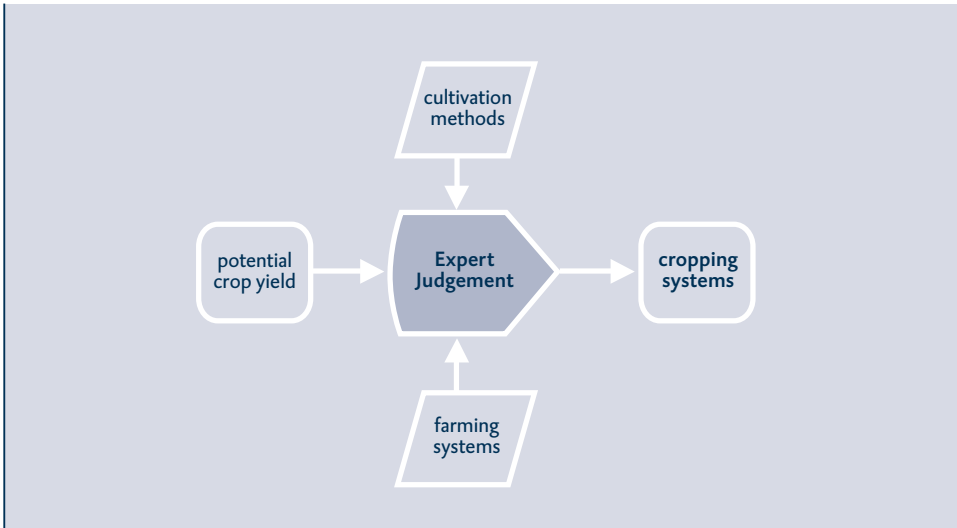 cultivation
methods
potential
crop yield
Expert
Judgement
cropping
systems
farming
systems